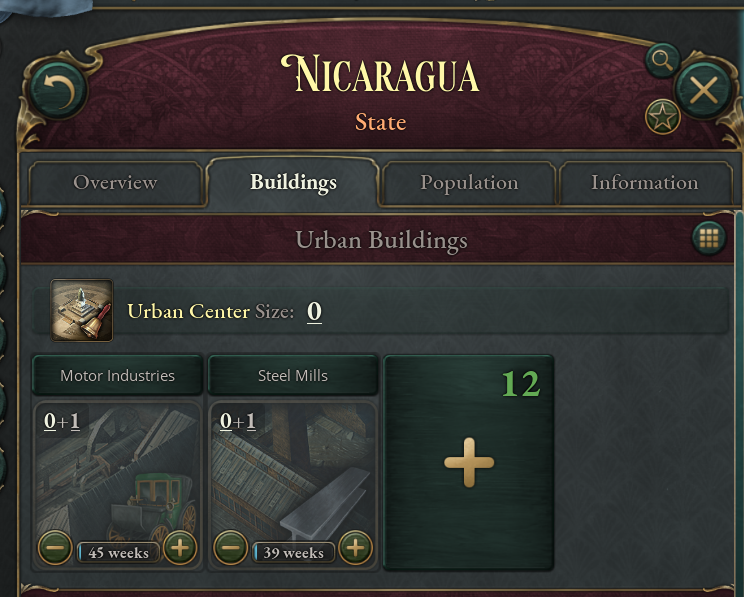 Nicaragua
State
Overview Buildings Population Information
Urban Buildings
Urban Center Size: 0
Motor Industries Steel Mills 12
0+1 0+1
45 weeks 39 weeks